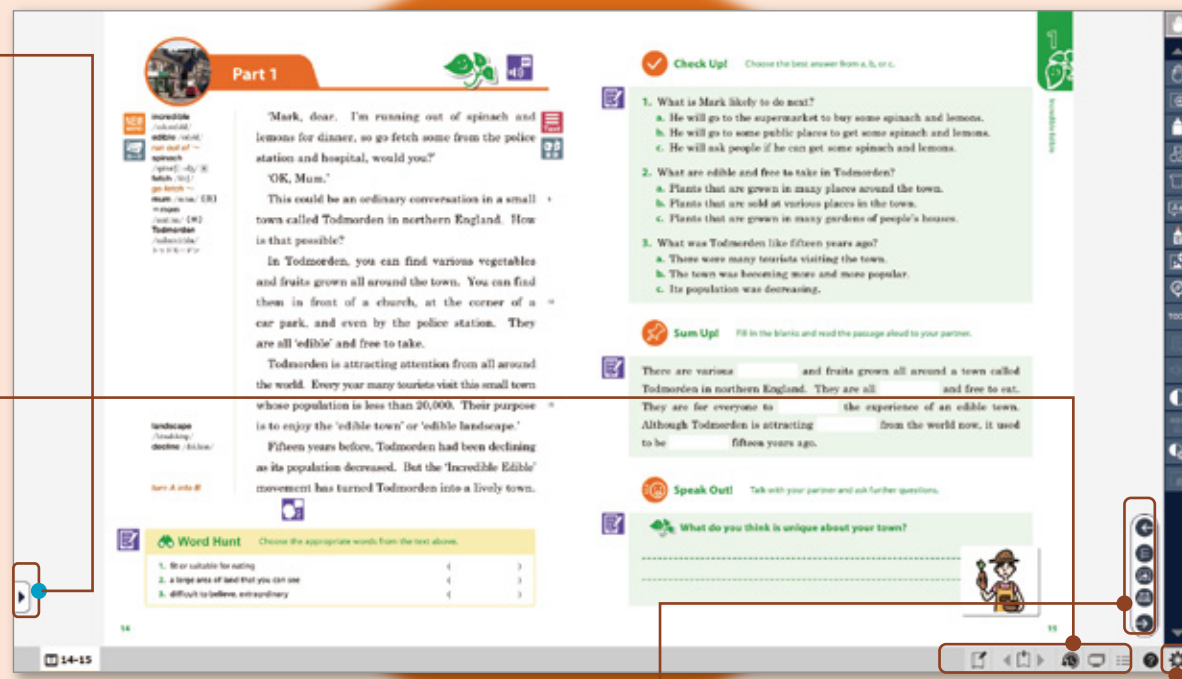 Part 1
incredible
edible
run out of ～
spinach
fetch
go fetch ～
mum
Todmorden
'Mark, dear. I'm running out of spinach and
lemons for dinner, so go fetch some from the police
station and hospital, would you?'
'OK, Mum.'
This could be an ordinary conversation in a small
town called Todmorden in northern England. How
is that possible?
In Todmorden, you can find various vegetables
and fruits grown all around the town. You can find
them in front of a church, at the corner of a
car park, and even by the police station. They
are all 'edible' and free to take.
Todmorden is attracting attention from all around
the world. Every year many tourists visit this small town
whose population is less than 20,000. Their purpose
is to enjoy the 'edible town' or 'edible landscape.'
Fifteen years before, Todmorden had been declining
as its population decreased. But the 'Incredible Edible'
movement has turned Todmorden into a lively town.
landscape
decline
turn A into B
Word Hunt Choose the appropriate words from the text above.
1. fit or suitable for eating ( )
2. a large area of land that you can see ( )
3. difficult to believe, extraordinary ( )
14
Check Up! Choose the best answer from a, b, or c.
1. What is Mark likely to do next?
a. He will go to the supermarket to buy some spinach and lemons.
b. He will go to some public places to get some spinach and lemons.
c. He will ask people if he can get some spinach and lemons.
2. What are edible and free to take in Todmorden?
a. Plants that are grown in many places around the town.
b. Plants that are sold at various places in the town.
c. Plants that are grown in many gardens of people's houses.
3. What was Todmorden like fifteen years ago?
a. There were many tourists visiting the town.
b. The town was becoming more and more popular.
c. Its population was decreasing.
Sum Up! Fill in the blanks and read the passage aloud to your partner.
There are various and fruits grown all around a town called
Todmorden in northern England. They are all and free to eat.
They are for everyone to the experience of an edible town.
Although Todmorden is attracting from the world now, it used
to be fifteen years ago.
Speak Out! Talk with your partner and ask further questions.
What do you think is unique about your town?
15
1
Incredible Edible
14-15